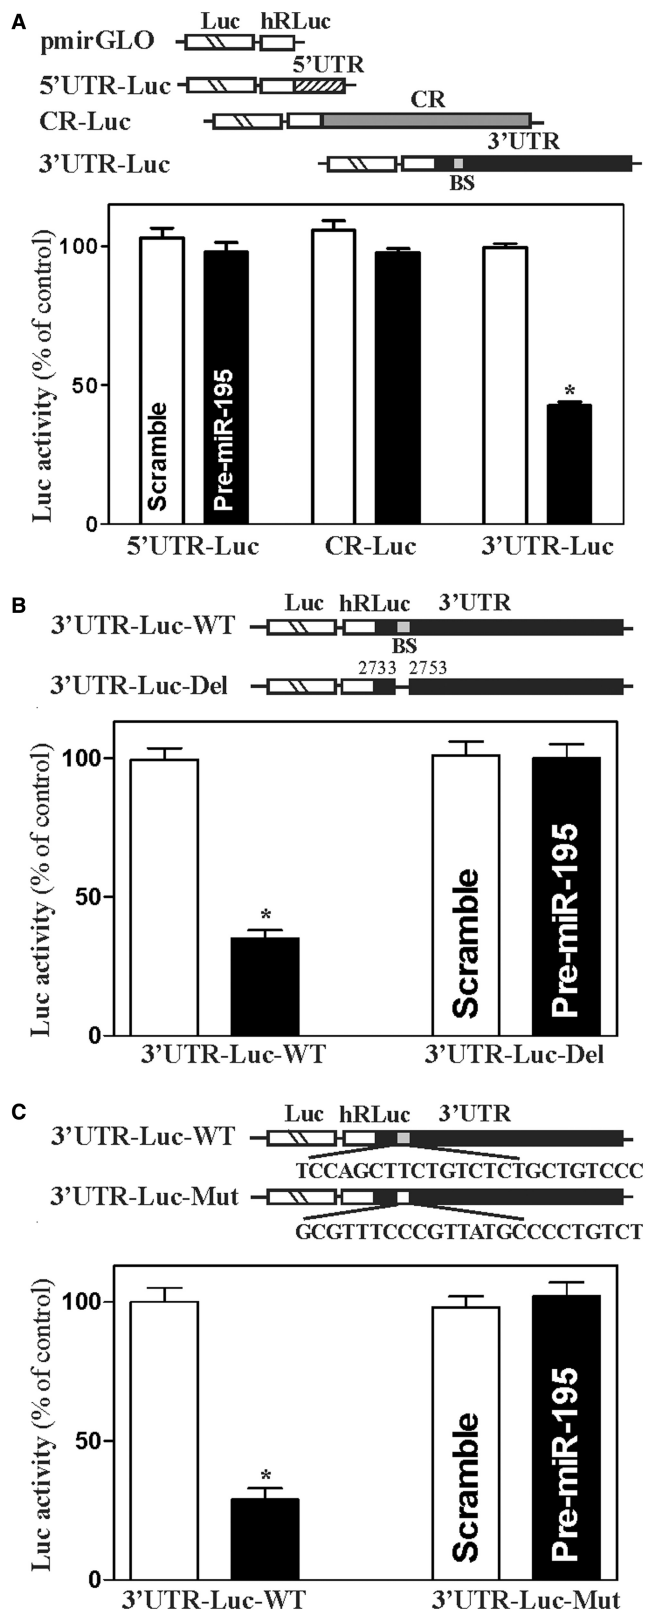 A
Luc hRLuc
pmirGLO
5'UTR
5'UTR-Luc
CR
CR-Luc
3'UTR
3'UTR-Luc
BS
Luc activity (% of control)
100
50
0
Scramble
Pre-miR-195
*
5'UTR-Luc CR-Luc 3'UTR-Luc
B
Luc hRLuc 3'UTR
3'UTR-Luc-WT
BS
2733 2753
3'UTR-Luc-Del
Luc activity (% of control)
100
50
0
*
Scramble
Pre-miR-195
3'UTR-Luc-WT 3'UTR-Luc-Del
C
Luc hRLuc 3'UTR
3'UTR-Luc-WT
TCCAGCTTCTGTCTCTGCTGTCCC
3'UTR-Luc-Mut
GCGTTTCCCGTTATGCCCCTGTCT
Luc activity (% of control)
100
50
0
*
Scramble
Pre-miR-195
3'UTR-Luc-WT 3'UTR-Luc-Mut